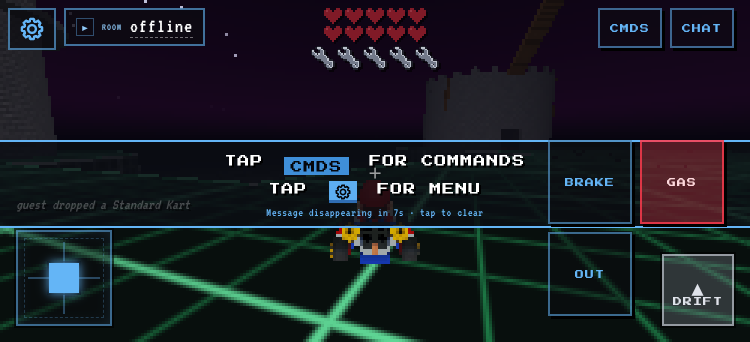 ROOM offline
CMDS
CHAT
TAP CMDS FOR COMMANDS
TAP FOR MENU
Message disappearing in 7s · tap to clear
guest dropped a Standard Kart
BRAKE
GAS
OUT
DRIFT